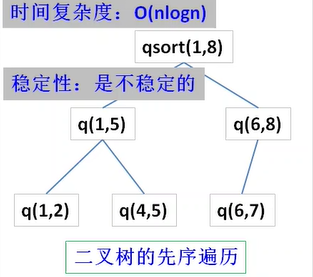 时间复杂度：O(nlogn)
qsort(1,8)
稳定性：是不稳定的
q(1,5)
q(6,8)
q(1,2)
q(4,5)
q(6,7)
二叉树的先序遍历